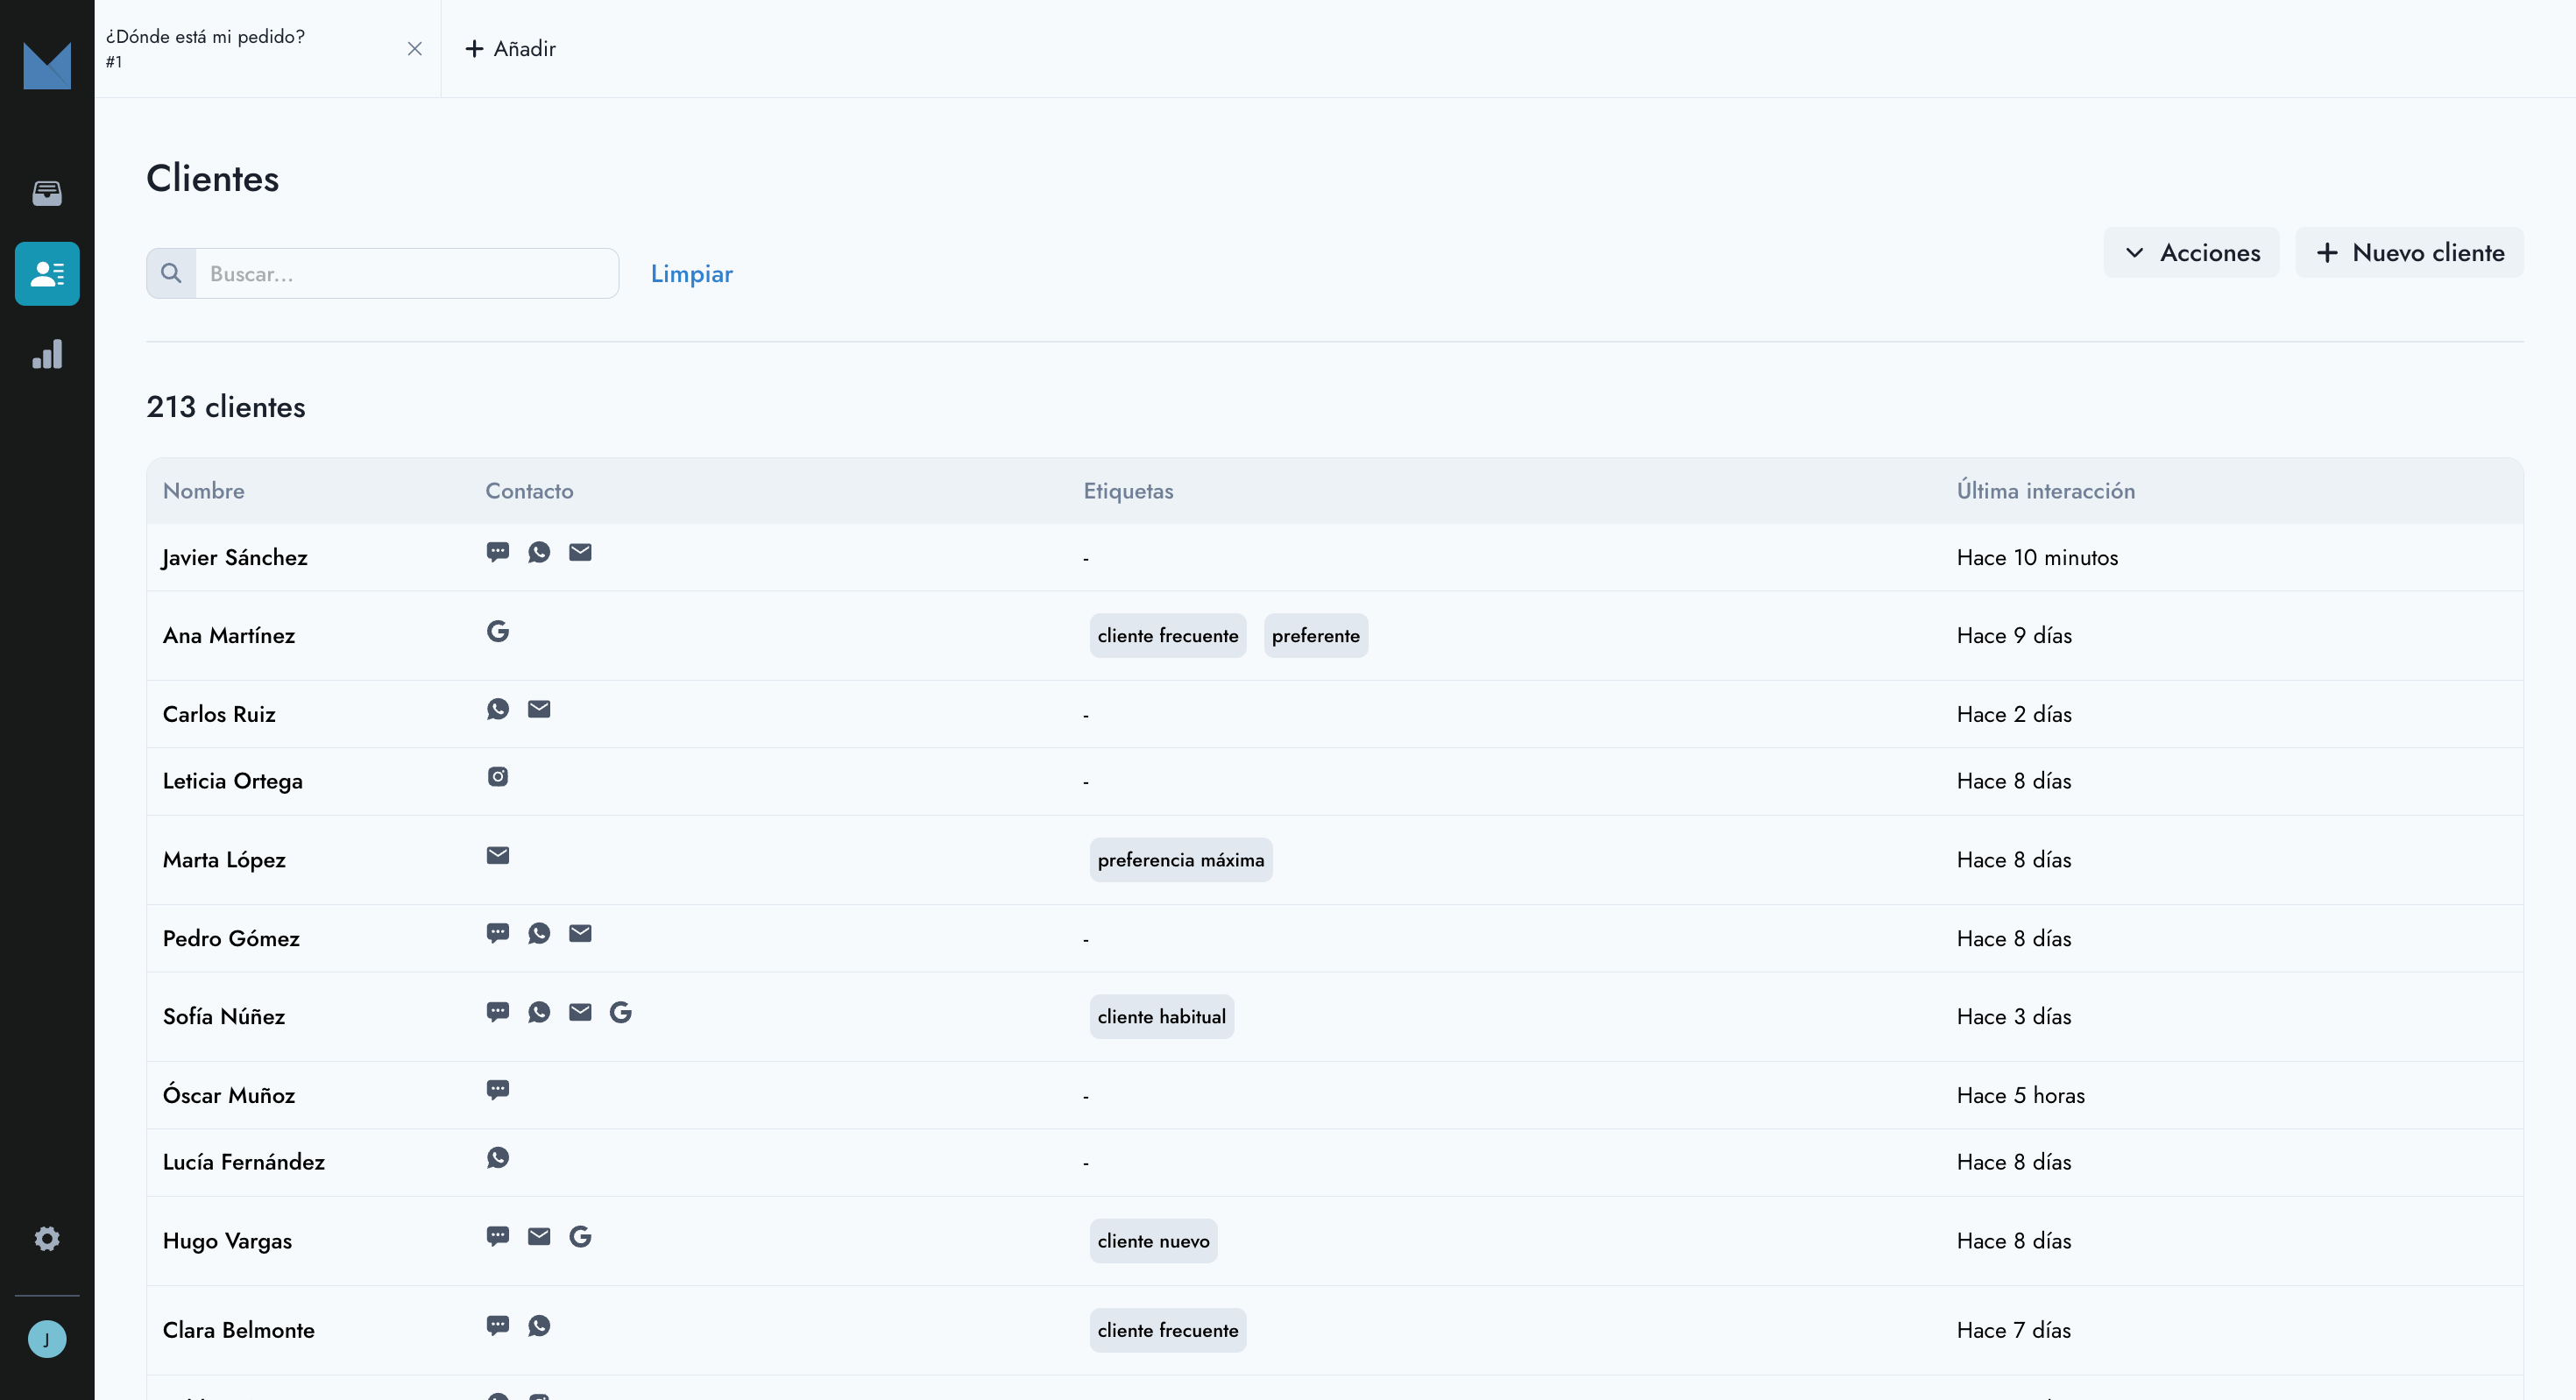 ¿Dónde está mi pedido?
#1
Añadir
Clientes
Buscar...
Limpiar
Acciones
Nuevo cliente
213 clientes
Nombre Contacto Etiquetas Última interacción
Javier Sánchez - Hace 10 minutos
Ana Martínez cliente frecuente preferente Hace 9 días
Carlos Ruiz - Hace 2 días
Leticia Ortega - Hace 8 días
Marta López preferencia máxima Hace 8 días
Pedro Gómez - Hace 8 días
Sofía Núñez cliente habitual Hace 3 días
Óscar Muñoz - Hace 5 horas
Lucía Fernández - Hace 8 días
Hugo Vargas cliente nuevo Hace 8 días
Clara Belmonte cliente frecuente Hace 7 días
J